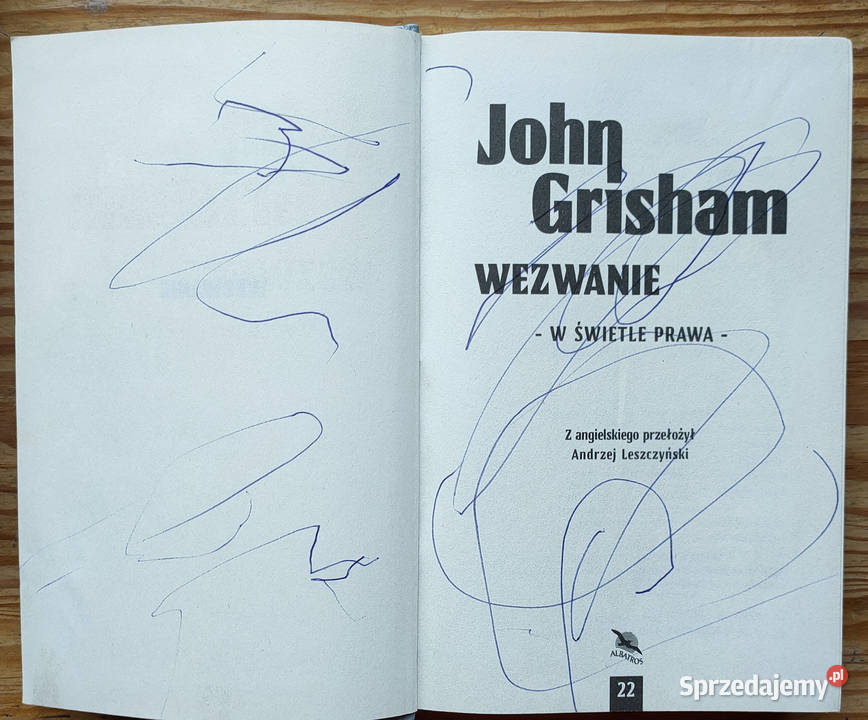 John
Grisham
WEZWANIE
- W ŚWIETLE PRAWA -
Z angielskiego przełożył
Andrzej Leszczyński
ALBATROS
22
Sprzedajemy.pl